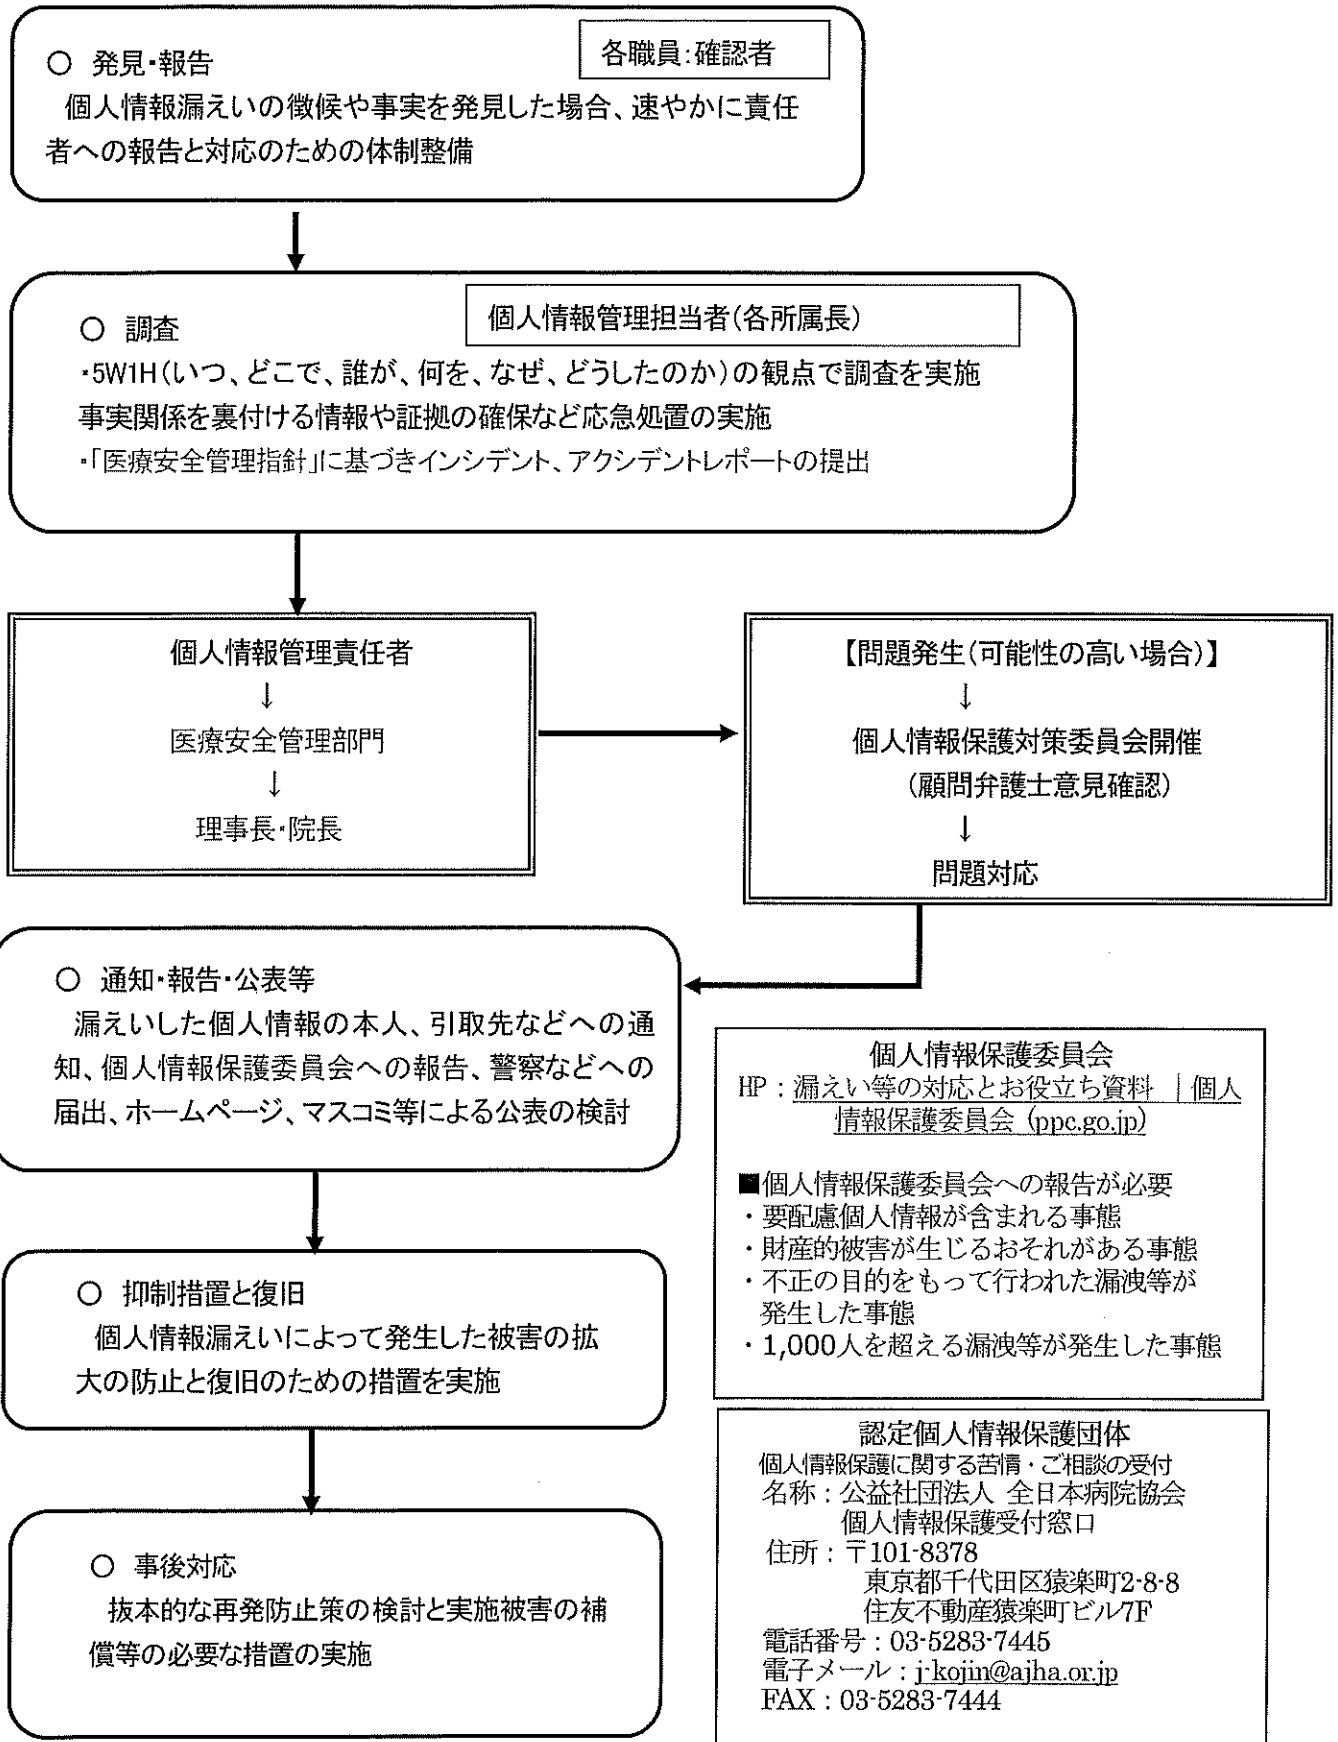 ○ 発見・報告
各職員:確認者
個人情報漏えいの徴候や事実を発見した場合、速やかに責任
者への報告と対応のための体制整備
個人情報管理担当者(各所属長)
○ 調査
・5W1H(いつ、どこで、誰が、何を、なぜ、どうしたのか)の観点で調査を実施
事実関係を裏付ける情報や証拠の確保など応急処置の実施
・「医療安全管理指針」に基づきインシデント、アクシデントレポートの提出
個人情報管理責任者
↓
医療安全管理部門
↓
理事長・院長
【問題発生(可能性の高い場合)】
↓
個人情報保護対策委員会開催
(顧問弁護士意見確認)
↓
問題対応
○ 通知・報告・公表等
漏えいした個人情報の本人、引取先などへの通
知、個人情報保護委員会への報告、警察などへの
届出、ホームページ、マスコミ等による公表の検討
○ 抑制措置と復旧
個人情報漏えいによって発生した被害の拡
大の防止と復旧のための措置を実施
○ 事後対応
抜本的な再発防止策の検討と実施被害の補
償等の必要な措置の実施
個人情報保護委員会
HP:漏えい等の対応とお役立ち資料 |個人
情報保護委員会 (ppc.go.jp)
■個人情報保護委員会への報告が必要
・要配慮個人情報が含まれる事態
・財産的被害が生じるおそれがある事態
・不正の目的をもって行われた漏洩等が
発生した事態
・1,000人を超える漏洩等が発生した事態
認定個人情報保護団体
個人情報保護に関する苦情・ご相談の受付
名称:公益社団法人 全日本病院協会
個人情報保護受付窓口
住所:〒101-8378
東京都千代田区猿楽町2-8-8
住友不動産猿楽町ビル7F
電話番号:03-5283-7445
電子メール:j-kojin@ajha.or.jp
FAX:03-5283-7444